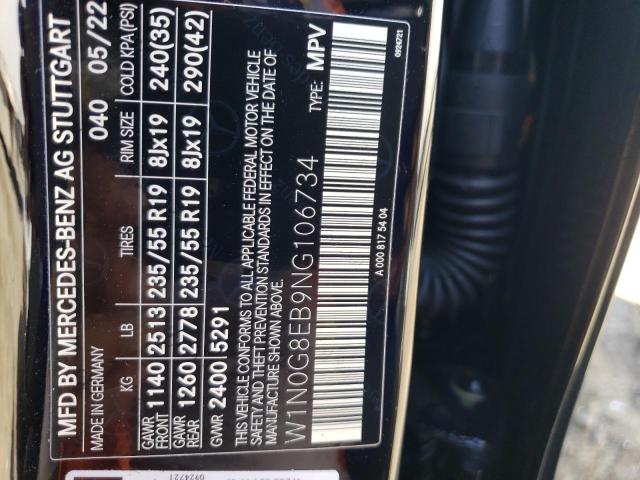 MFD BY MERCEDES-BENZ AG STUTTGART
MADE IN GERMANY 040 05/22
KG LB TIRES RIM SIZE COLD KPA (PSI)
GAWR FRONT 1140 2513 235/55 R19 8Jx19 240(35)
GAWR REAR 1260 2778 235/55 R19 8Jx19 290(42)
GWR 2400 5291
THIS VEHICLE CONFORMS TO ALL APPLICABLE FEDERAL MOTOR VEHICLE
SAFETY AND THEFT PREVENTION STANDARDS IN EFFECT ON THE DATE OF
MANUFACTURE SHOWN ABOVE.
W1N0G8EB9NG106734 TYPE: MPV
A 000 817 54 04 0924721
0924721